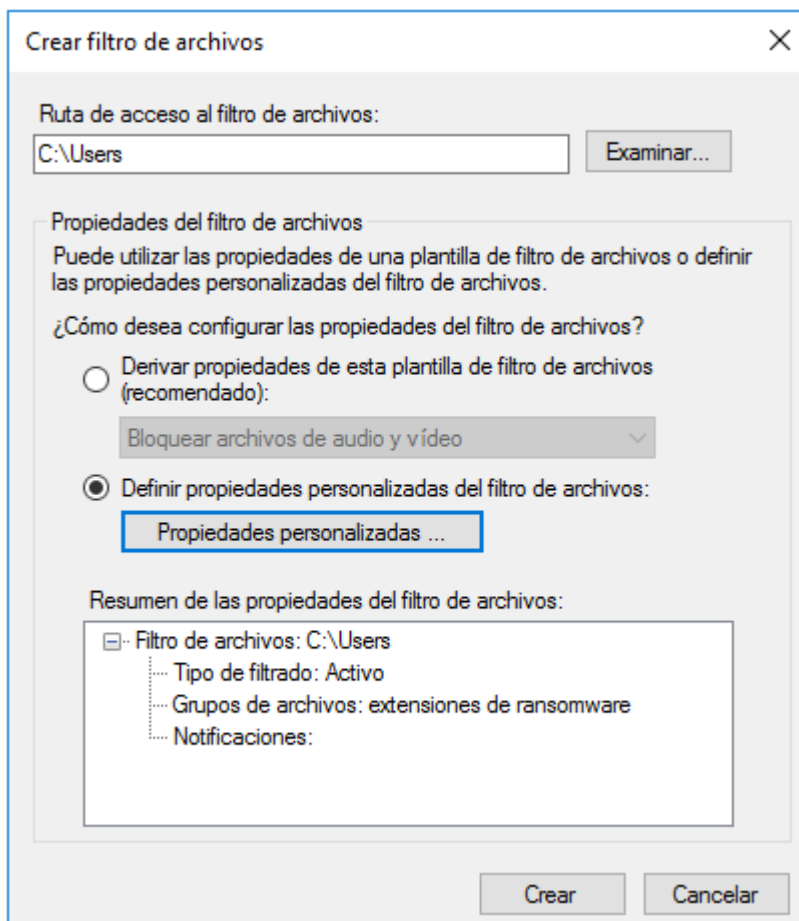 Crear filtro de archivos
Ruta de acceso al filtro de archivos:
C:\Users
Examinar...
Propiedades del filtro de archivos
Puede utilizar las propiedades de una plantilla de filtro de archivos o definir
las propiedades personalizadas del filtro de archivos.
¿Cómo desea configurar las propiedades del filtro de archivos?
Derivar propiedades de esta plantilla de filtro de archivos
(recomendado):
Bloquear archivos de audio y vídeo
Definir propiedades personalizadas del filtro de archivos:
Propiedades personalizadas ...
Resumen de las propiedades del filtro de archivos:
Filtro de archivos: C:\Users
Tipo de filtrado: Activo
Grupos de archivos: extensiones de ransomware
Notificaciones:
Crear
Cancelar